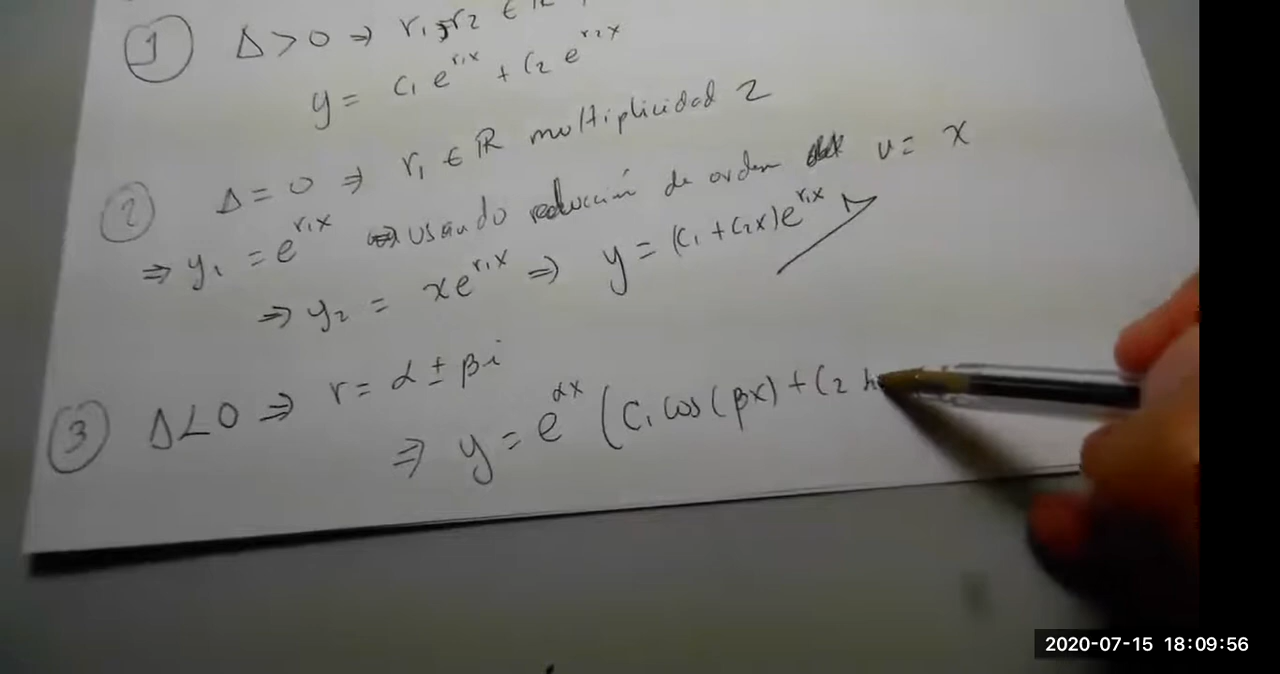 ① Δ > 0 ⇒ r₁, r₂ ∈ ℝ
y = c₁ e^{r₁x} + c₂ e^{r₂x}
② Δ = 0 ⇒ r₁ ∈ ℝ multiplicidad 2
⇒ y₁ = e^{r₁x} ⇒ usando reducción de orden u = x
⇒ y₂ = x e^{r₁x} ⇒ y = (c₁ + c₂x) e^{r₁x}
③ Δ < 0 ⇒ r = α ± βi
⇒ y = e^{αx} (c₁ cos(βx) + c₂
2020-07-15 18:09:56